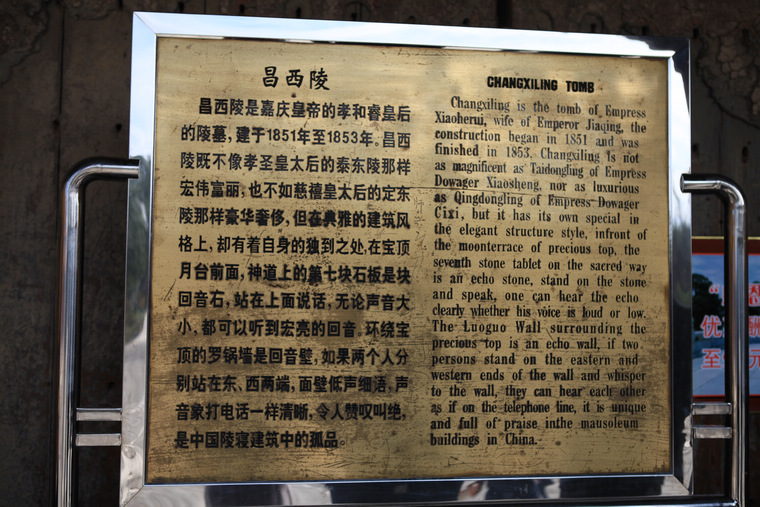 昌西陵
昌西陵是嘉庆皇帝的孝和睿皇后
的陵墓，建于1851年至1853年。昌西
陵既不像孝圣皇太后的泰东陵那样
宏伟富丽，也不如慈禧皇太后的定东
陵那样豪华奢侈，但在典雅的建筑风
格上，却有着自身的独到之处，在宝顶
月台前面，神道上的第七块石板是块
回音石，站在上面说话，无论声音大
小，都可以听到宏亮的回音。环绕宝
顶的罗锅墙是回音壁，如果两个人分
别站在东、西两端，面壁低声细语，声
音象打电话一样清晰，令人赞叹叫绝，
是中国陵寝建筑中的孤品。
CHANGXILING TOMB
Changxiling is the tomb of Empress
Xiaoherui, wife of Emperor Jiaqing, the
construction began in 1851 and was
finished in 1853. Changxiling is not
as magnificent as Taidongling of Empress
Dowager Xiaosheng, nor as luxurious
as Qingdongling of Empress Dowager
Cixi, but it has its own special in
the elegant structure style, infront of
the moonterrace of precious top, the
seventh stone tablet on the sacred way
is an echo stone, stand on the stone
and speak, one can hear the echo
clearly whether his voice is loud or low.
The Luoguo Wall surrounding the
precious top is an echo wall, if two
persons stand on the eastern and
western ends of the wall and whisper
to the wall, they can hear each other
as if on the telephone line, it is unique
and full of praise inthe mausoleum
buildings in China.
优
至
元